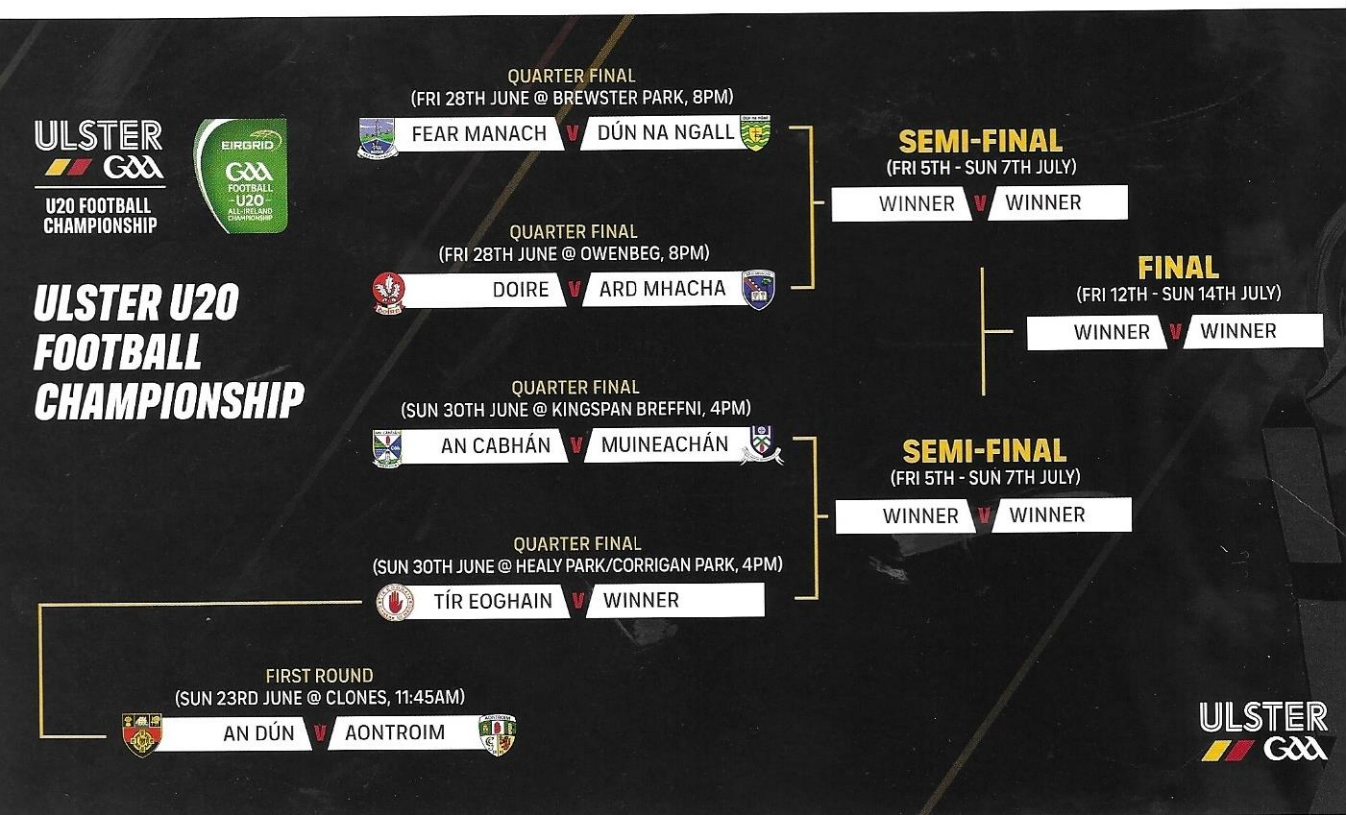 ULSTER
GAA
U20 FOOTBALL
CHAMPIONSHIP
EIRGRID
GAA
FOOTBALL
-U20-
ALL-IRELAND
CHAMPIONSHIP
ULSTER U20
FOOTBALL
CHAMPIONSHIP
QUARTER FINAL
(FRI 28TH JUNE @ BREWSTER PARK, 8PM)
FEAR MANACH V DÚN NA NGALL
QUARTER FINAL
(FRI 28TH JUNE @ OWENBEG, 8PM)
DOIRE V ARD MHACHA
QUARTER FINAL
(SUN 30TH JUNE @ KINGSPAN BREFFNI, 4PM)
AN CABHÁN V MUINEACHÁN
QUARTER FINAL
(SUN 30TH JUNE @ HEALY PARK/CORRIGAN PARK, 4PM)
TÍR EOGHAIN V WINNER
FIRST ROUND
(SUN 23RD JUNE @ CLONES, 11:45AM)
AN DÚN V AONTROIM
SEMI-FINAL
(FRI 5TH - SUN 7TH JULY)
WINNER V WINNER
SEMI-FINAL
(FRI 5TH - SUN 7TH JULY)
WINNER V WINNER
FINAL
(FRI 12TH - SUN 14TH JULY)
WINNER V WINNER
ULSTER
GAA